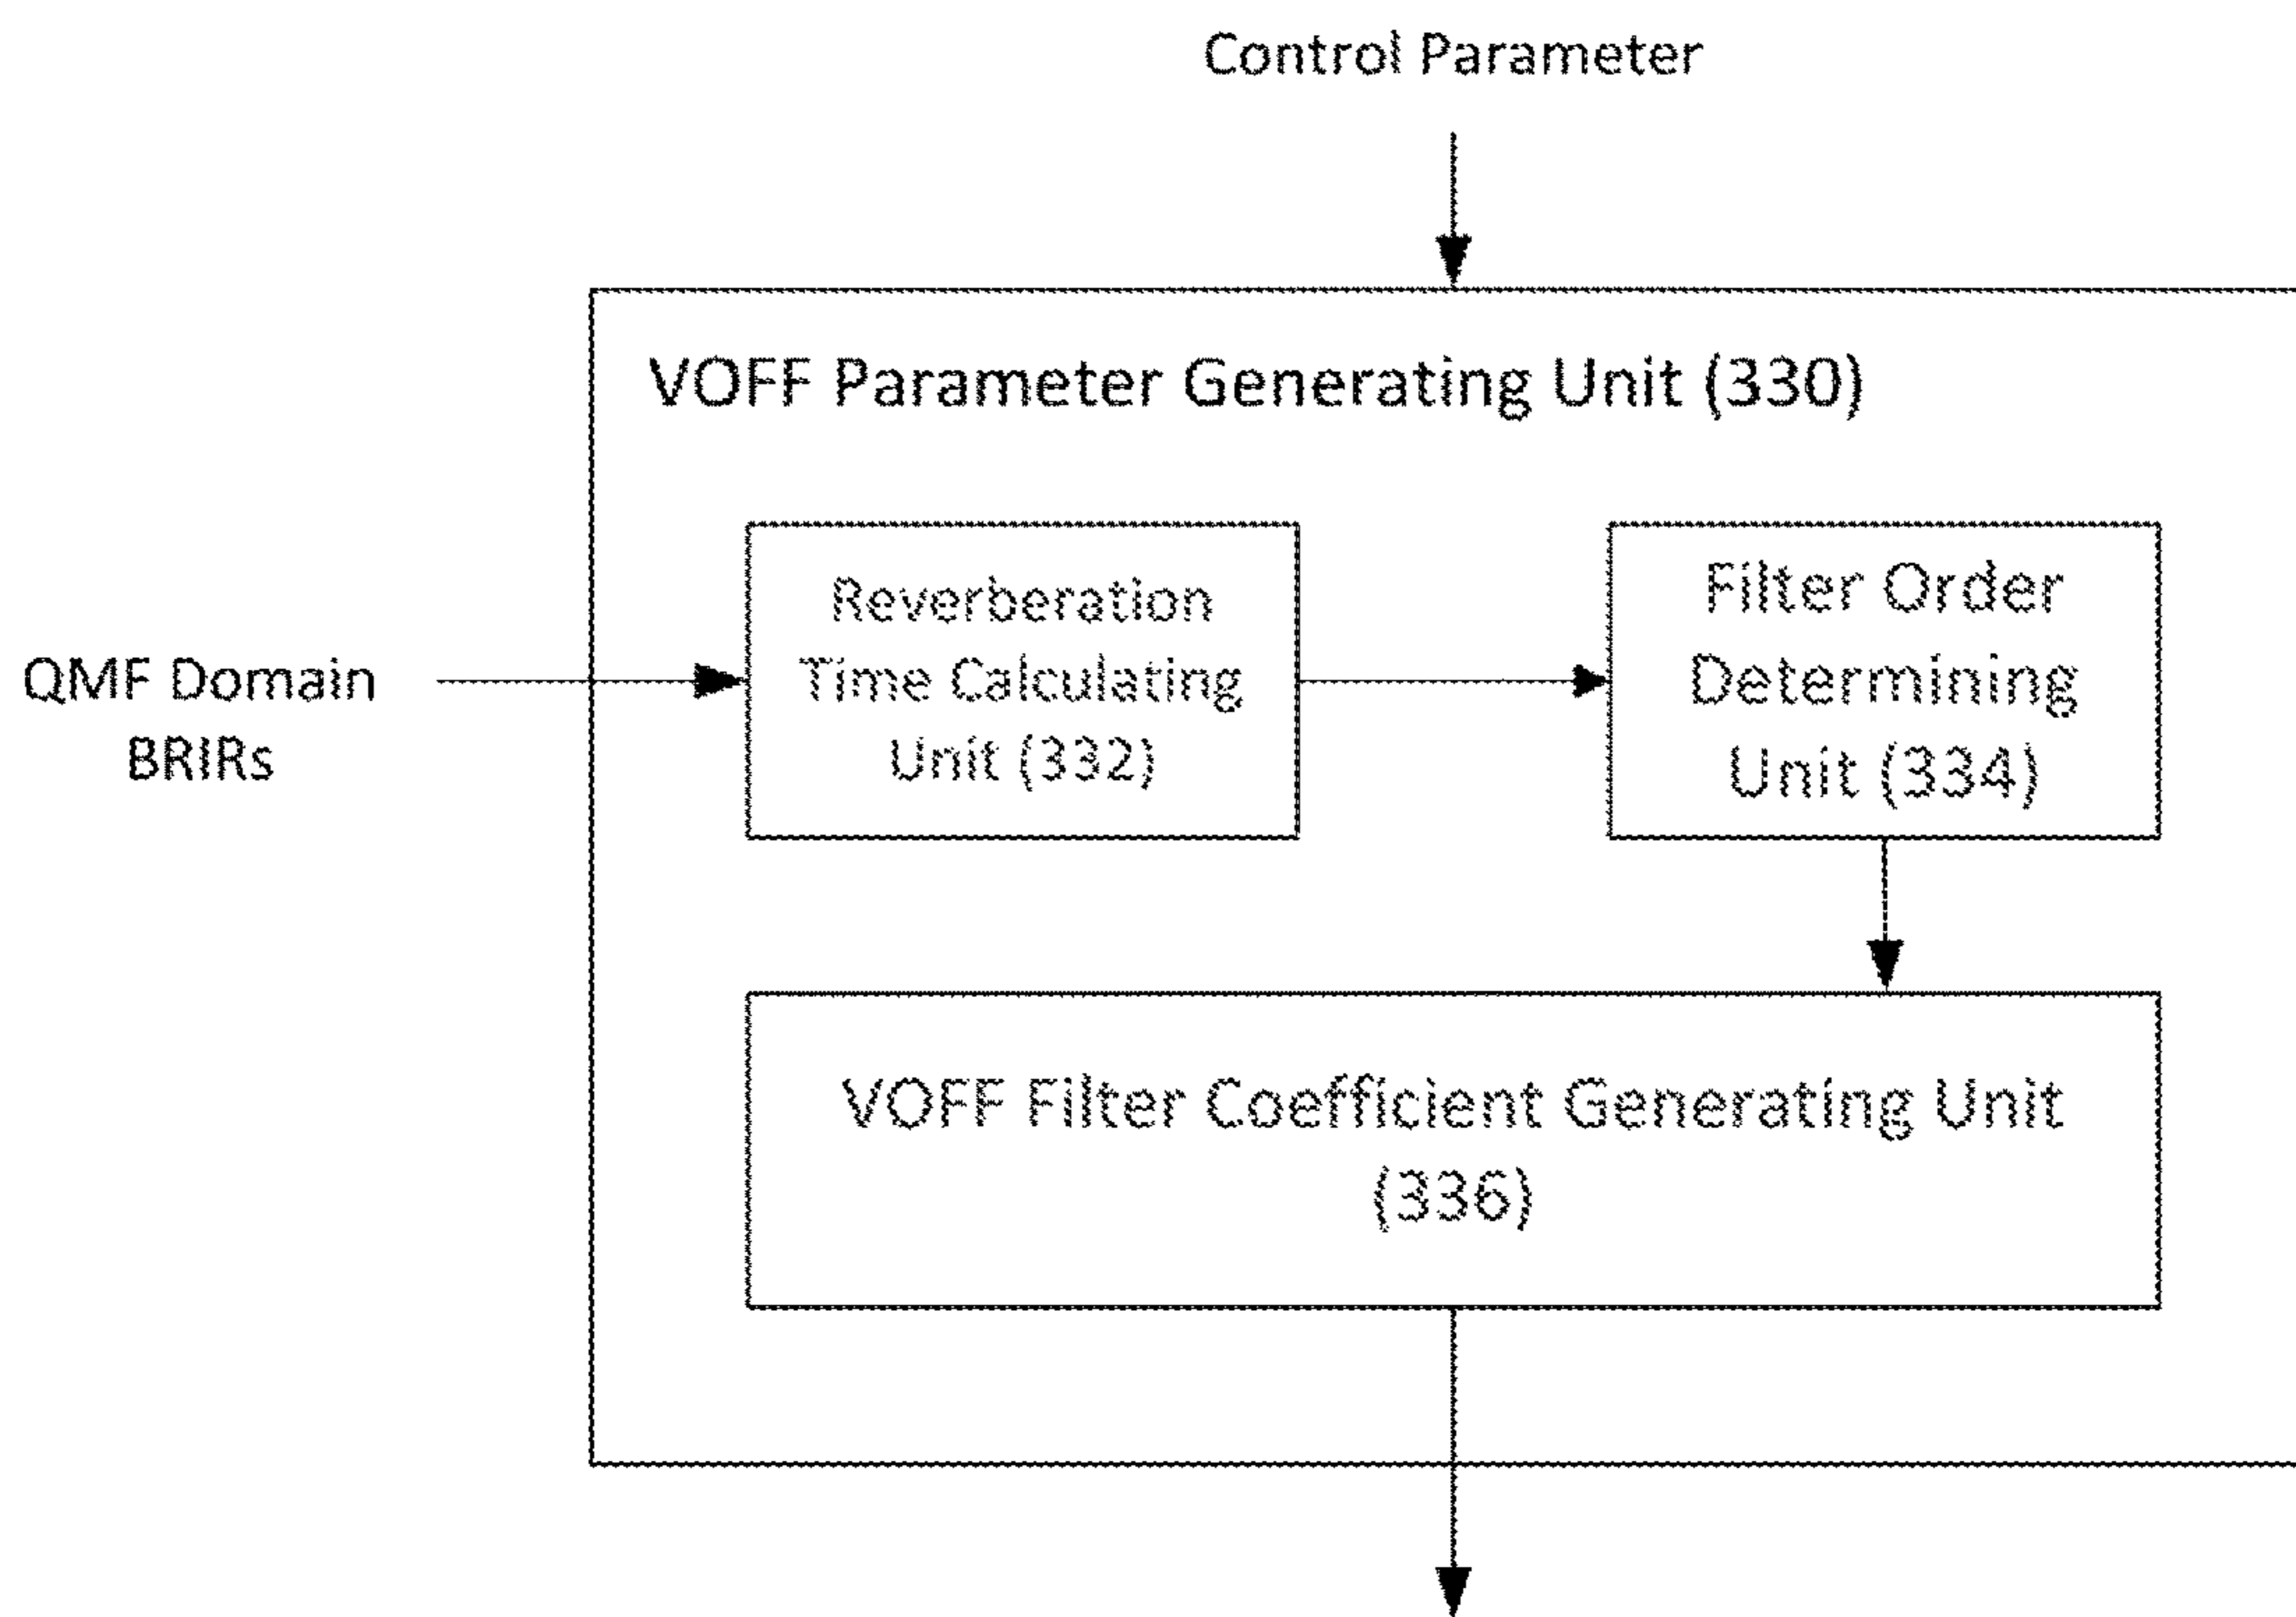 Control Parameter
VOFF Parameter Generating Unit (330)
QMF Domain
BRIRs
Reverberation
Time Calculating
Unit (332)
Filter Order
Determining
Unit (334)
VOFF Filter Coefficient Generating Unit
(336)